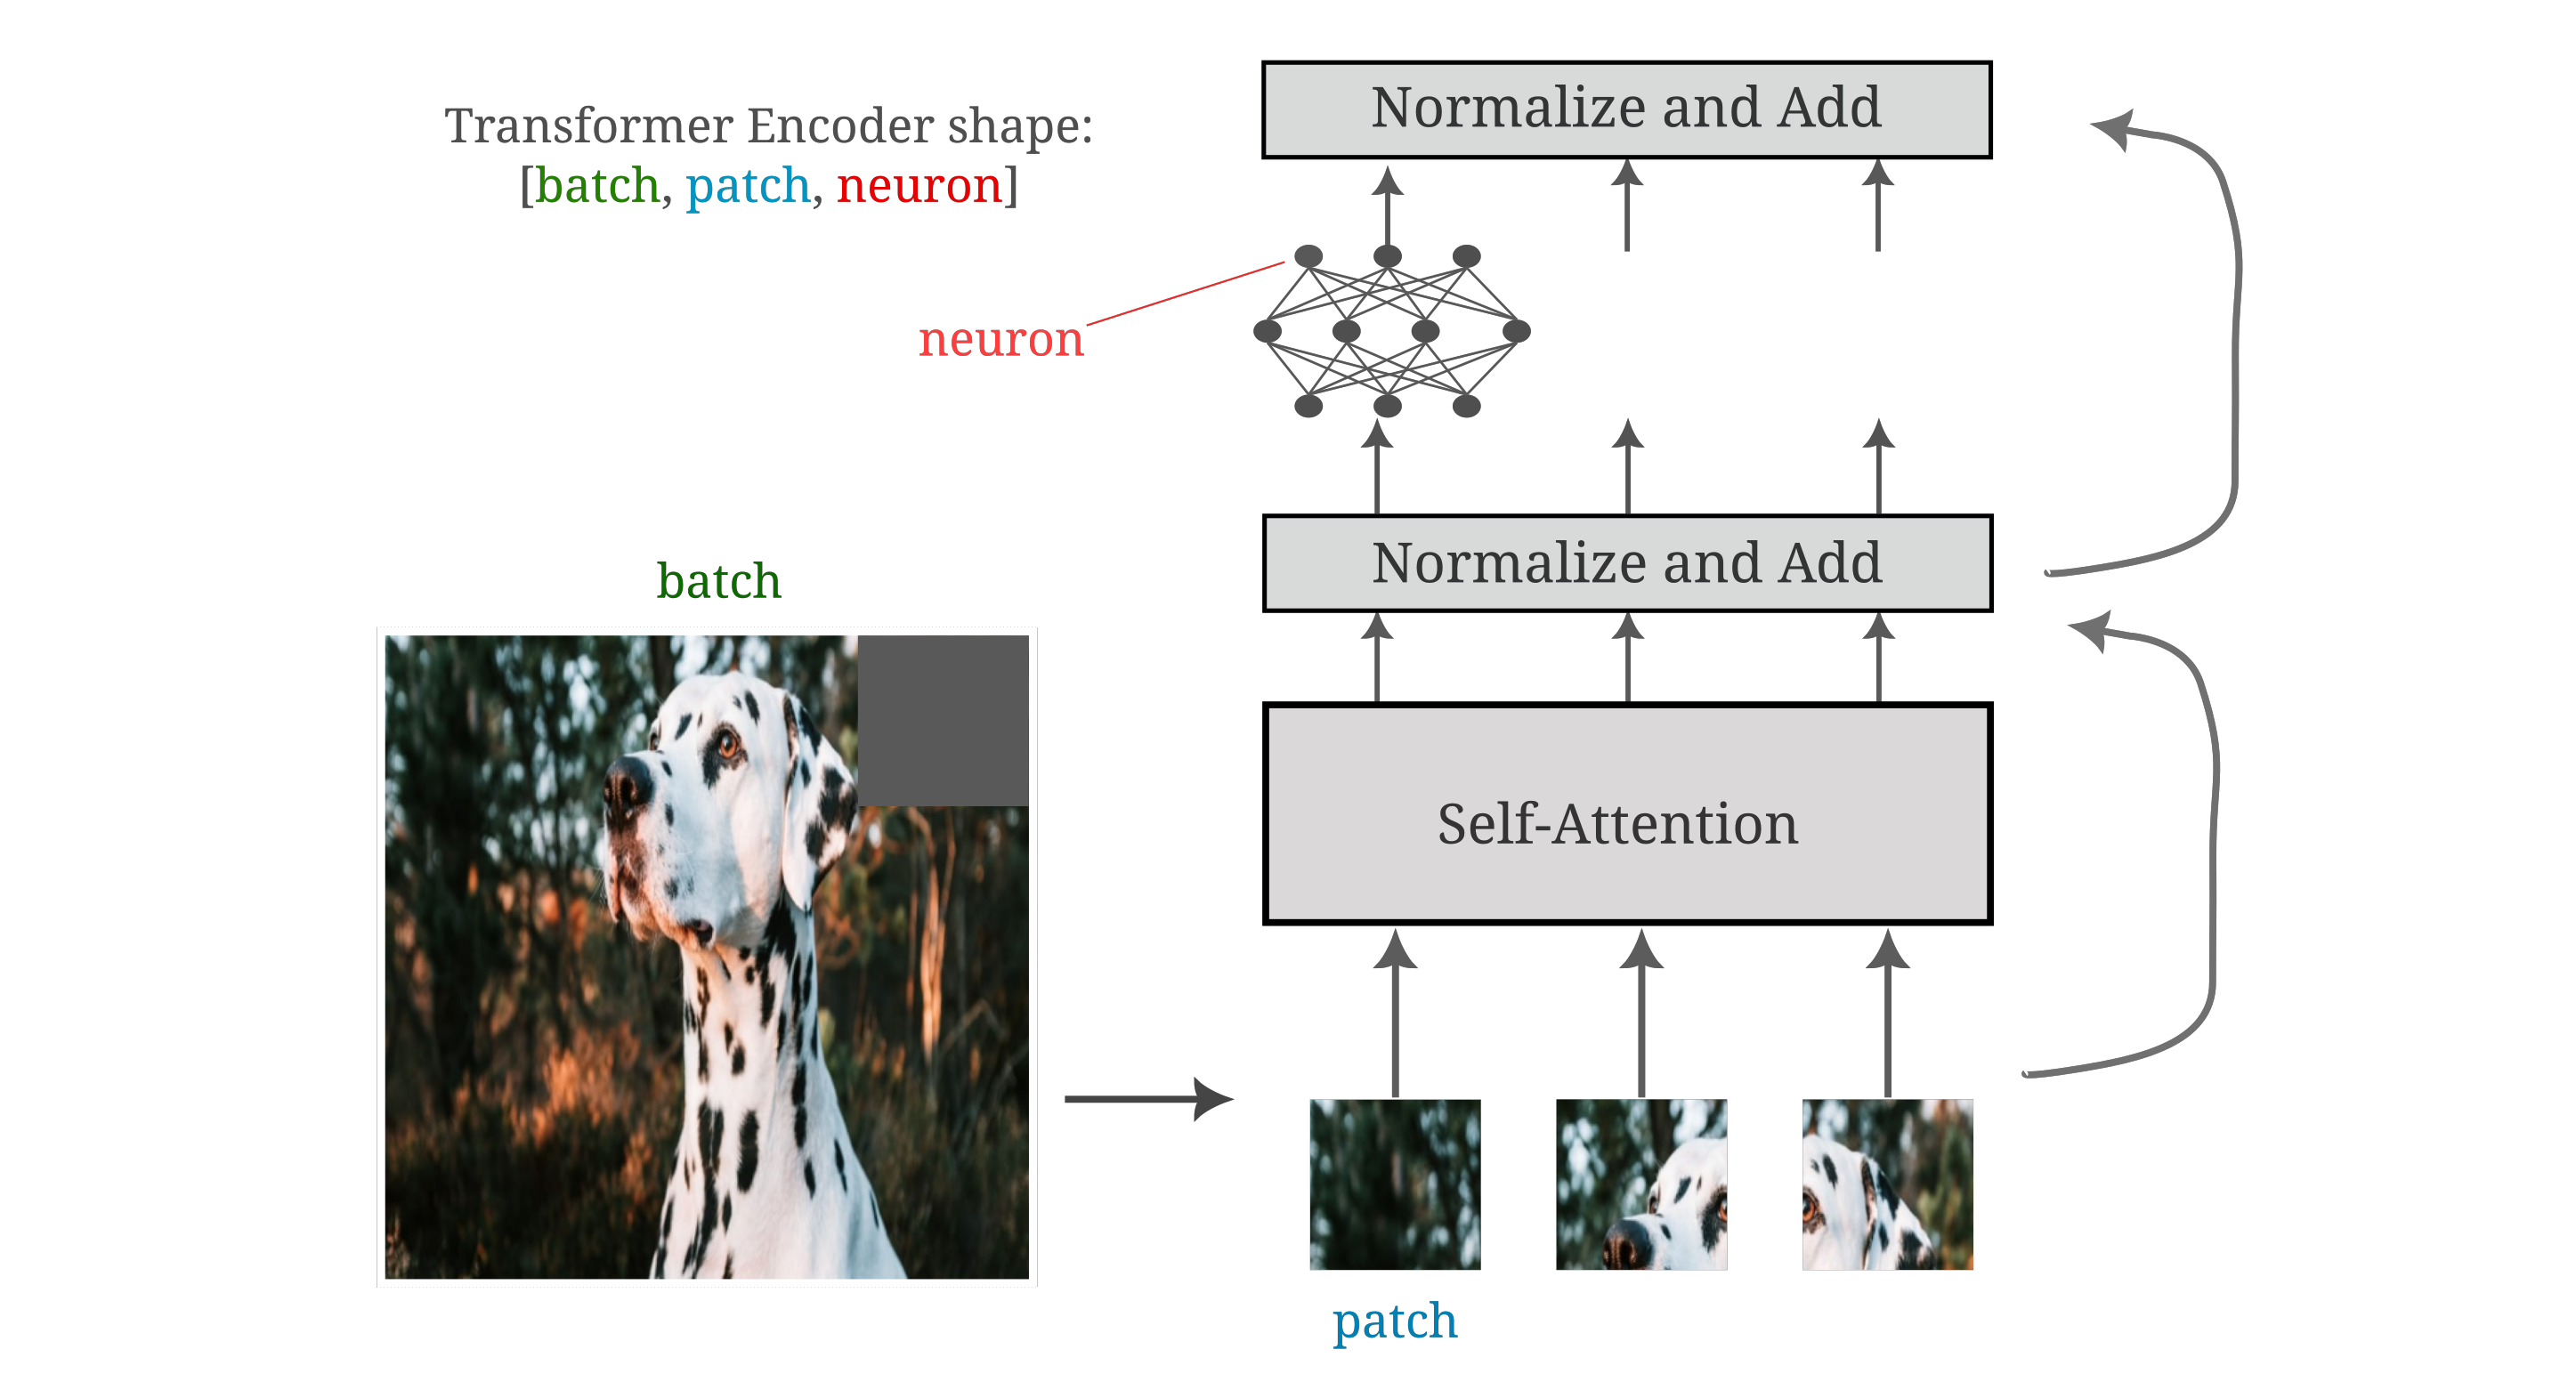 Normalize and Add
Transformer Encoder shape:
[batch, patch, neuron]
neuron
Normalize and Add
batch
Self-Attention
patch